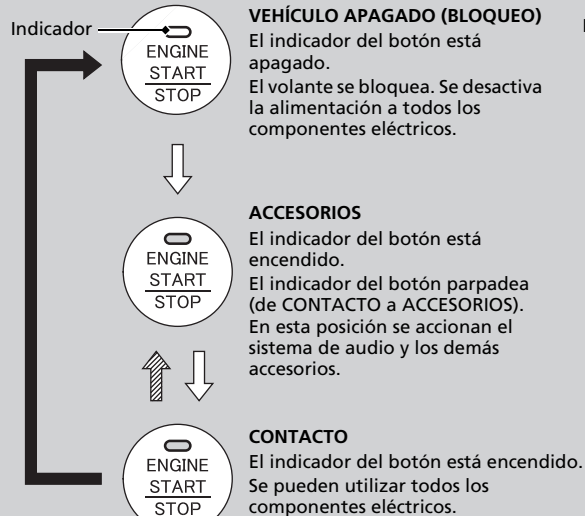 Indicador
ENGINE
START
STOP
VEHÍCULO APAGADO (BLOQUEO)
El indicador del botón está
apagado.
El volante se bloquea. Se desactiva
la alimentación a todos los
componentes eléctricos.
ENGINE
START
STOP
ACCESORIOS
El indicador del botón está
encendido.
El indicador del botón parpadea
(de CONTACTO a ACCESORIOS).
En esta posición se accionan el
sistema de audio y los demás
accesorios.
ENGINE
START
STOP
CONTACTO
El indicador del botón está encendido.
Se pueden utilizar todos los
componentes eléctricos.